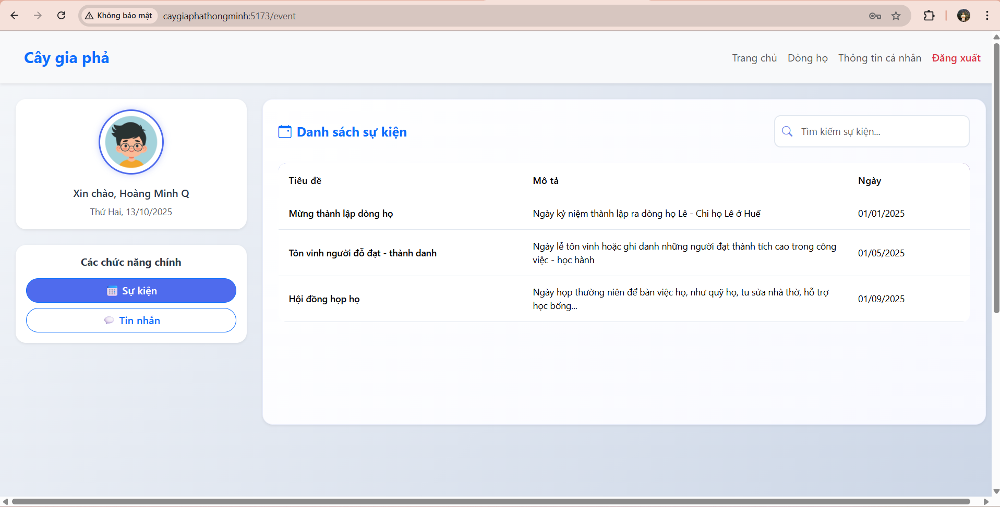 Không bảo mật
caygiaphathongminh:5173/event
Cây gia phả
Trang chủ Dòng họ Thông tin cá nhân Đăng xuất
Xin chào, Hoàng Minh Q
Thứ Hai, 13/10/2025
Các chức năng chính
Sự kiện
Tin nhắn
Danh sách sự kiện
Tìm kiếm sự kiện...
Tiêu đề Mô tả Ngày
Mừng thành lập dòng họ Ngày kỷ niệm thành lập ra dòng họ Lê - Chi họ Lê ở Huế 01/01/2025
Tôn vinh người đỗ đạt - thành danh Ngày lễ tôn vinh hoặc ghi danh những người đạt thành tích cao trong công
việc - học hành 01/05/2025
Hội đồng họp họ Ngày họp thường niên để bàn việc họ, như quỹ họ, tu sửa nhà thờ, hỗ trợ
học bổng... 01/09/2025